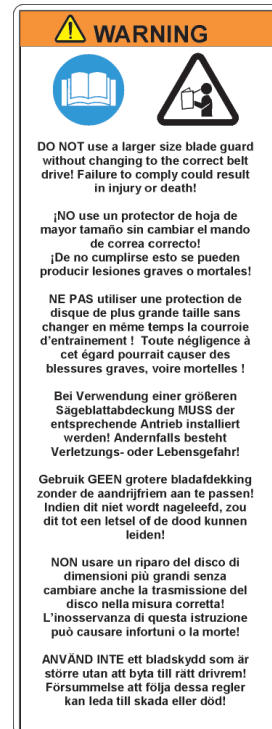 WARNING
DO NOT use a larger size blade guard
without changing to the correct belt
drive! Failure to comply could result
in injury or death!
¡NO use un protector de hoja de
mayor tamaño sin cambiar el mando
de correa correcto!
¡De no cumplirse esto se pueden
producir lesiones graves o mortales!
NE PAS utiliser une protection de
disque de plus grande taille sans
changer en même temps la courroie
d'entraînement ! Toute négligence à
cet égard pourrait causer des
blessures graves, voire mortelles !
Bei Verwendung einer größeren
Sägeblattabdeckung MUSS der
entsprechende Antrieb installiert
werden! Andernfalls besteht
Verletzungs- oder Lebensgefahr!
Gebruik GEEN grotere bladafdekking
zonder de aandrijfriem aan te passen!
Indien dit niet wordt nageleefd, zou
dit tot een letsel of de dood kunnen
leiden!
NON usare un riparo del disco di
dimensioni più grandi senza
cambiare anche la trasmissione del
disco nella misura corretta!
L'inosservanza di questa istruzione
può causare infortuni o la morte!
ANVÄND INTE ett bladskydd som är
större utan att byta till rätt drivrem!
Försummelse att följa dessa regler
kan leda till skada eller död!